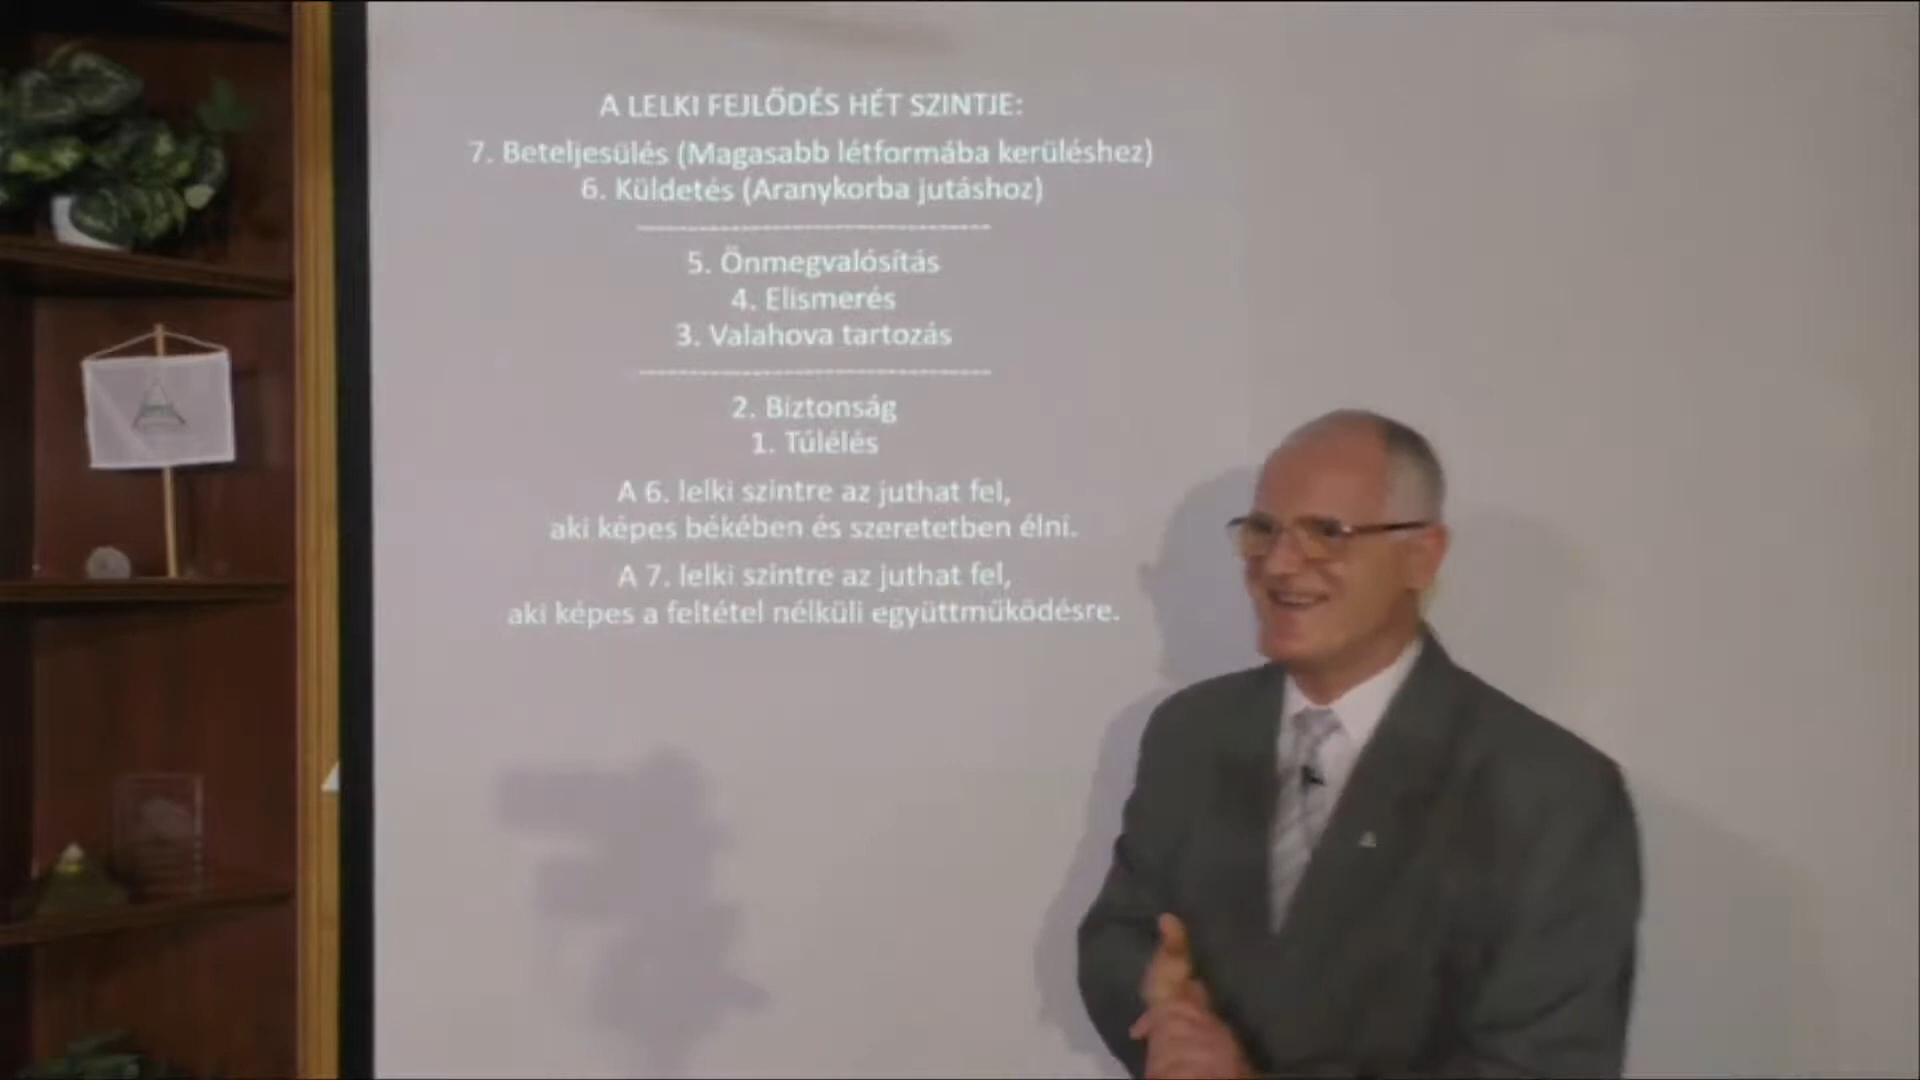 A LELKI FEJLŐDÉS HÉT SZINTJE:
7. Beteljesülés (Magasabb létformába kerüléshez)
6. Küldetés (Aranykorba jutáshoz)
-----------------------------------
5. Önmegvalósítás
4. Elismerés
3. Valahova tartozás
-----------------------------------
2. Biztonság
1. Túlélés
A 6. lelki szintre az juthat fel,
aki képes békében és szeretetben élni.
A 7. lelki szintre az juthat fel,
aki képes a feltétel nélküli együttműködésre.